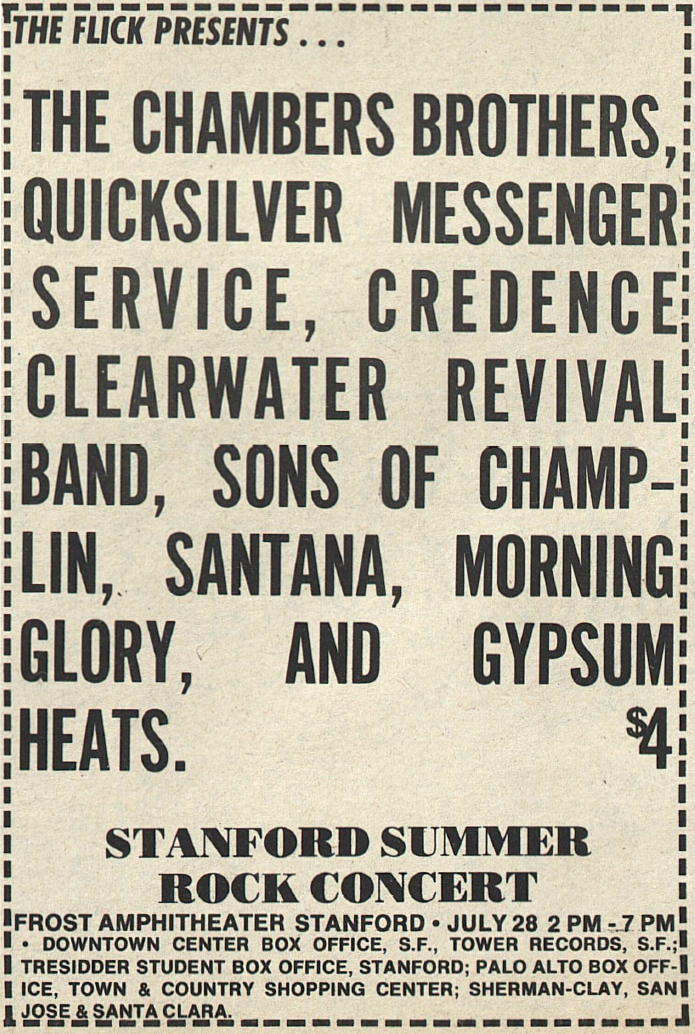 THE FLICK PRESENTS . . .
THE CHAMBERS BROTHERS,
QUICKSILVER MESSENGER
SERVICE, CREDENCE
CLEARWATER REVIVAL
BAND, SONS OF CHAMP-
LIN, SANTANA, MORNING
GLORY, AND GYPSUM
HEATS. $4
STANFORD SUMMER
ROCK CONCERT
FROST AMPHITHEATER STANFORD • JULY 28 2 PM - 7 PM
• DOWNTOWN CENTER BOX OFFICE, S.F., TOWER RECORDS, S.F.;
TRESIDDER STUDENT BOX OFFICE, STANFORD; PALO ALTO BOX OFF-
ICE, TOWN & COUNTRY SHOPPING CENTER; SHERMAN-CLAY, SAN
JOSE & SANTA CLARA.